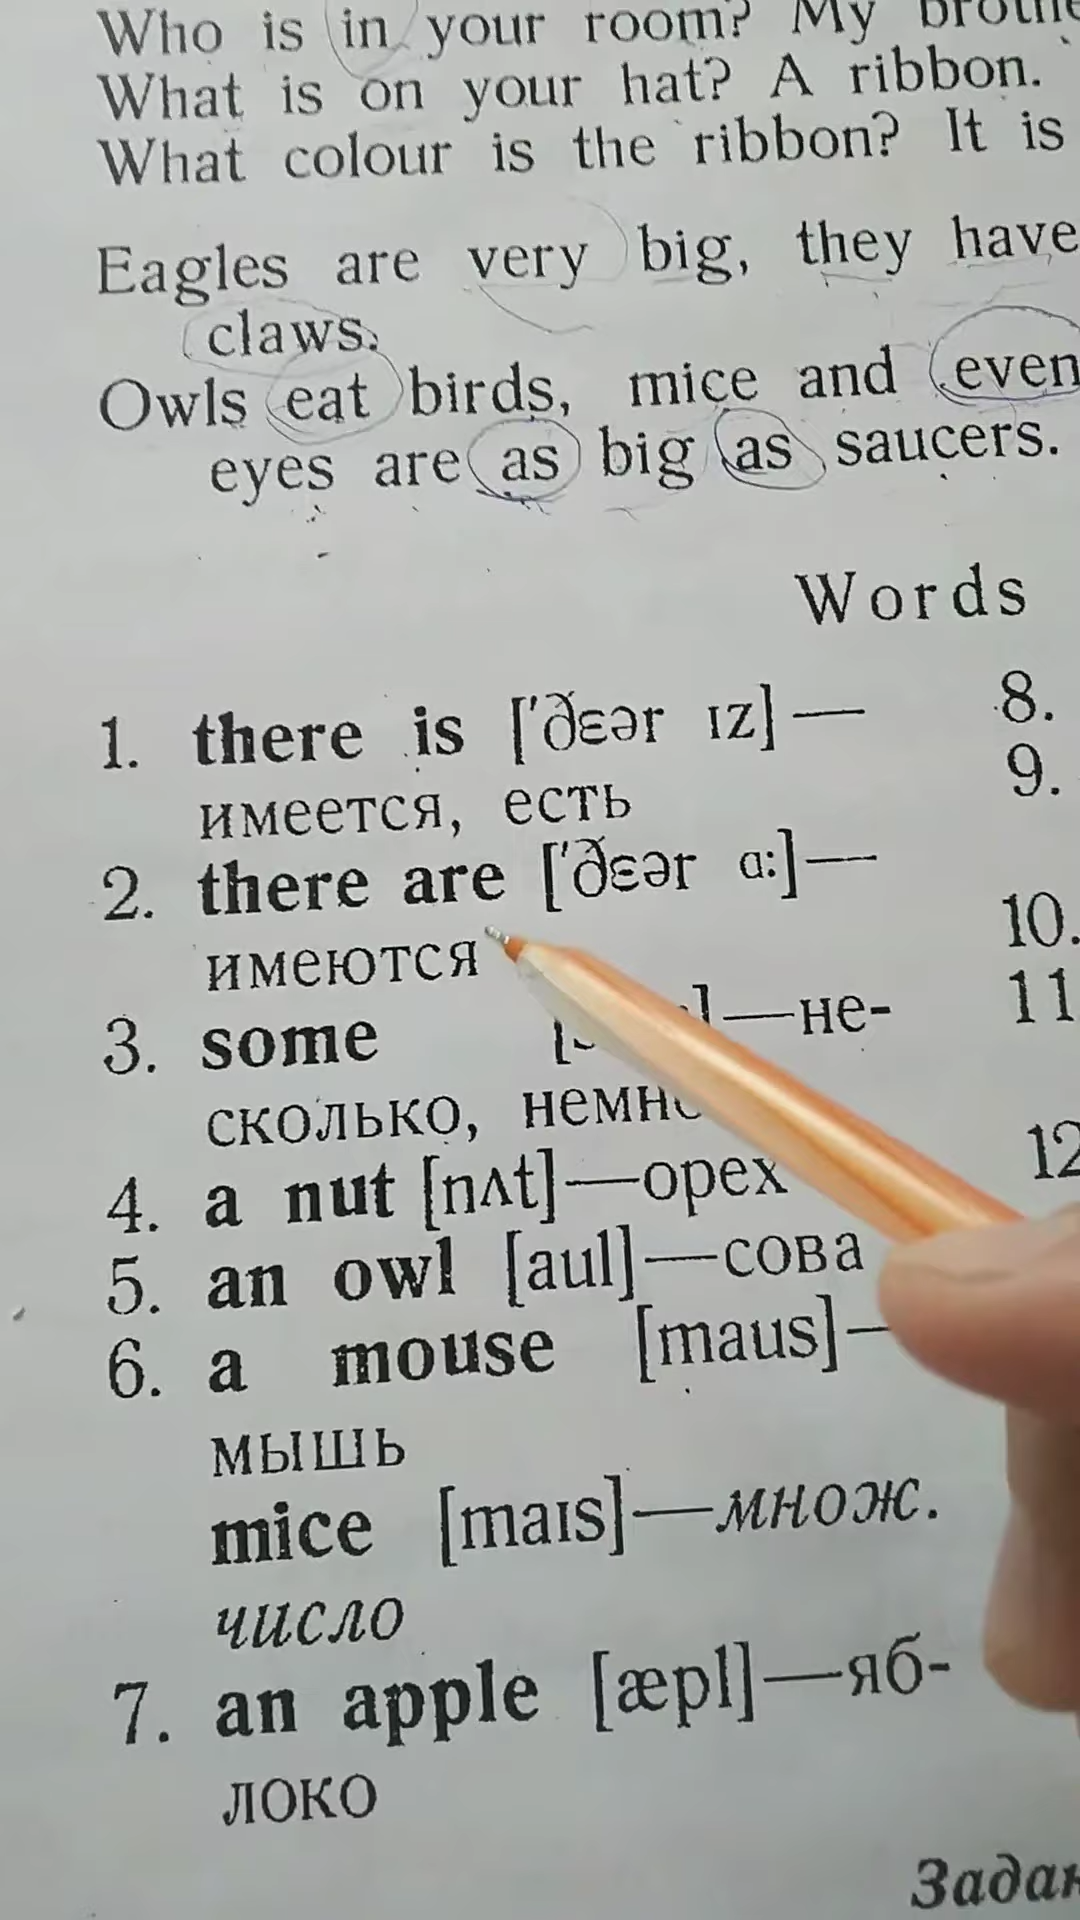 Who is in your room? My
What is on your hat? A ribbon.
What colour is the ribbon? It is
Eagles are very big, they have
claws.
Owls eat birds, mice and even
eyes are as big as saucers.
Words
1. there is [ˈðɛər ɪz] —
имеется, есть
2. there are [ˈðɛər ɑ:] —
имеются
3. some — не-
сколько,
4. a nut [nʌt] — орех
5. an owl [aul] — сова
6. a mouse [maus] —
мышь
mice [maɪs] — множ.
число
7. an apple [æpl] — яб-
локо
8.
9.
10.
11
12